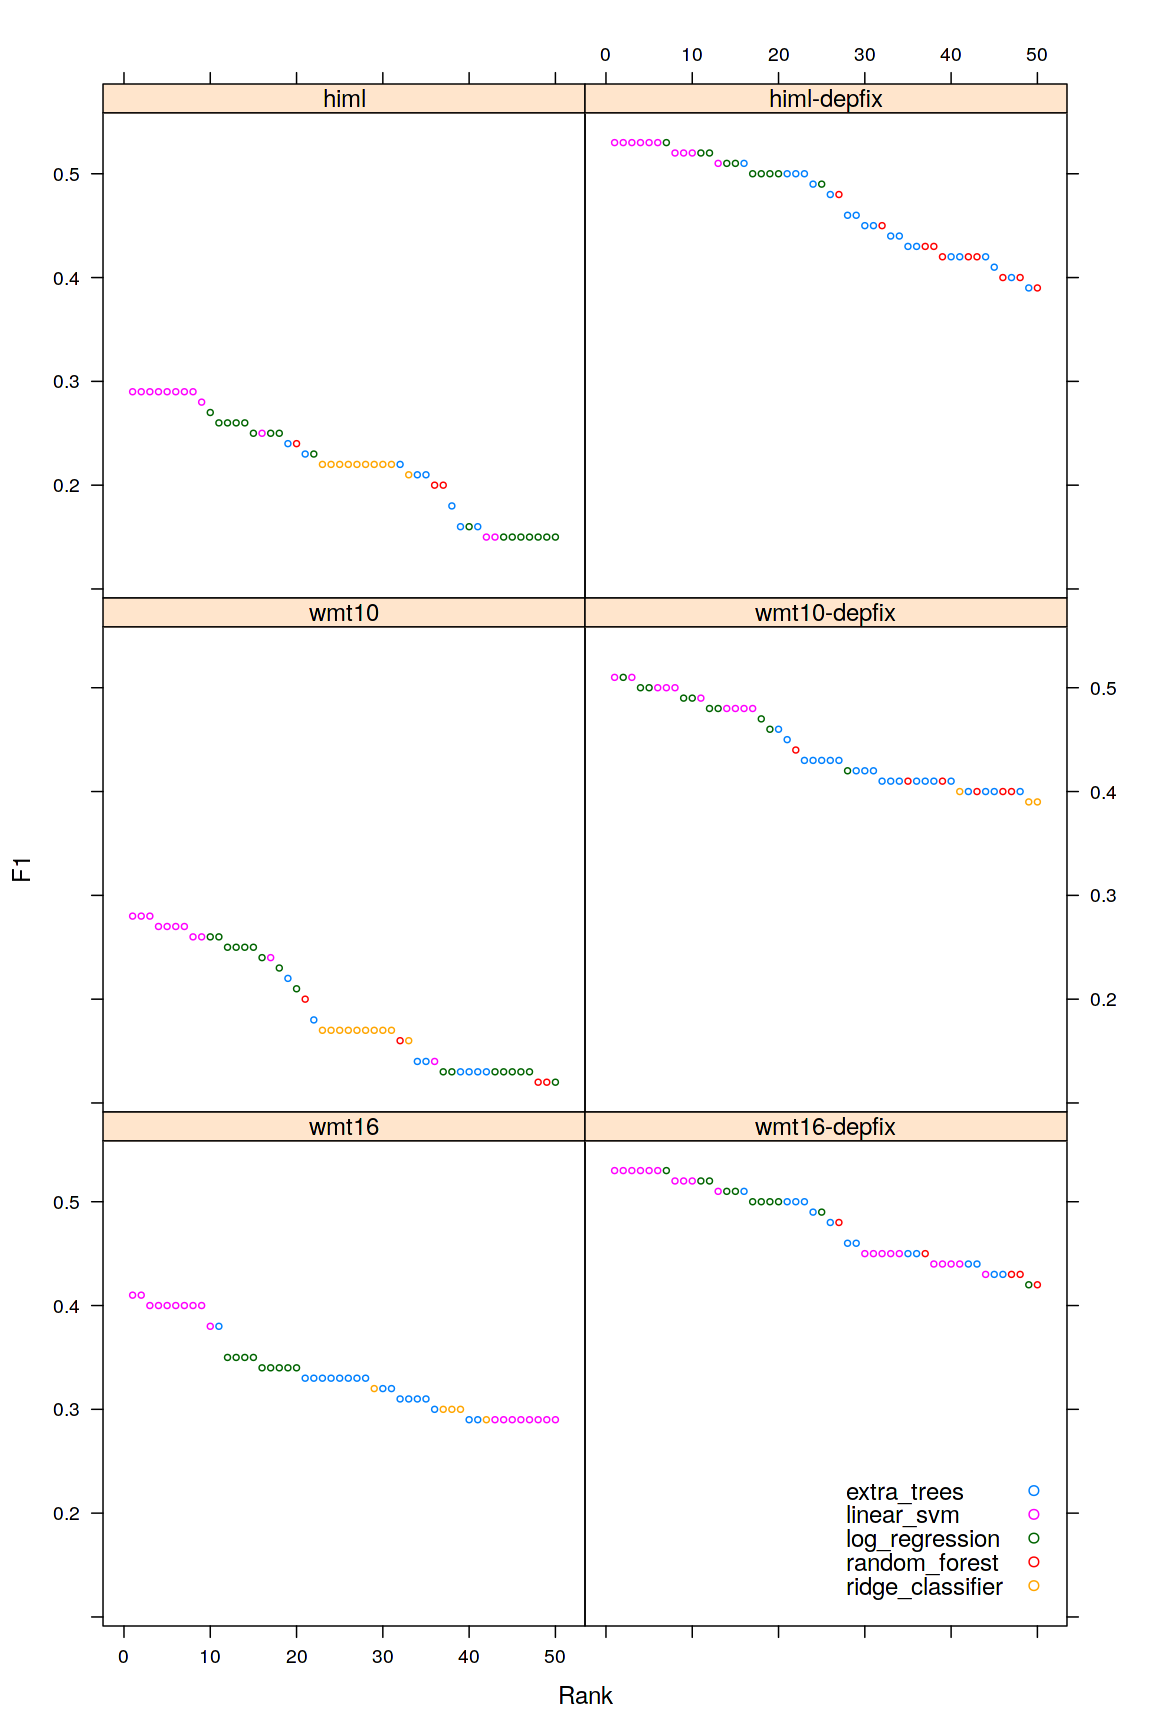 0 10 20 30 40 50
himl himl-depfix
0.5
0.4
0.3
0.2
wmt10 wmt10-depfix
0.5
0.4
0.3
0.2
F1
wmt16 wmt16-depfix
0.5
0.4
0.3
0.2
extra_trees
linear_svm
log_regression
random_forest
ridge_classifier
0 10 20 30 40 50
Rank